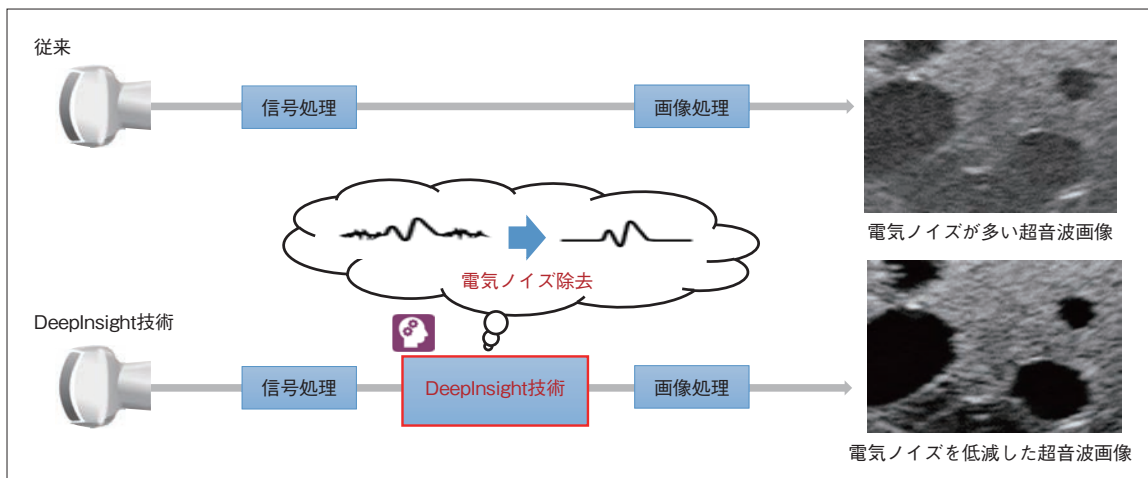 従来
信号処理
画像処理
電気ノイズが多い超音波画像
電気ノイズ除去
DeepInsight技術
信号処理
DeepInsight技術
画像処理
電気ノイズを低減した超音波画像